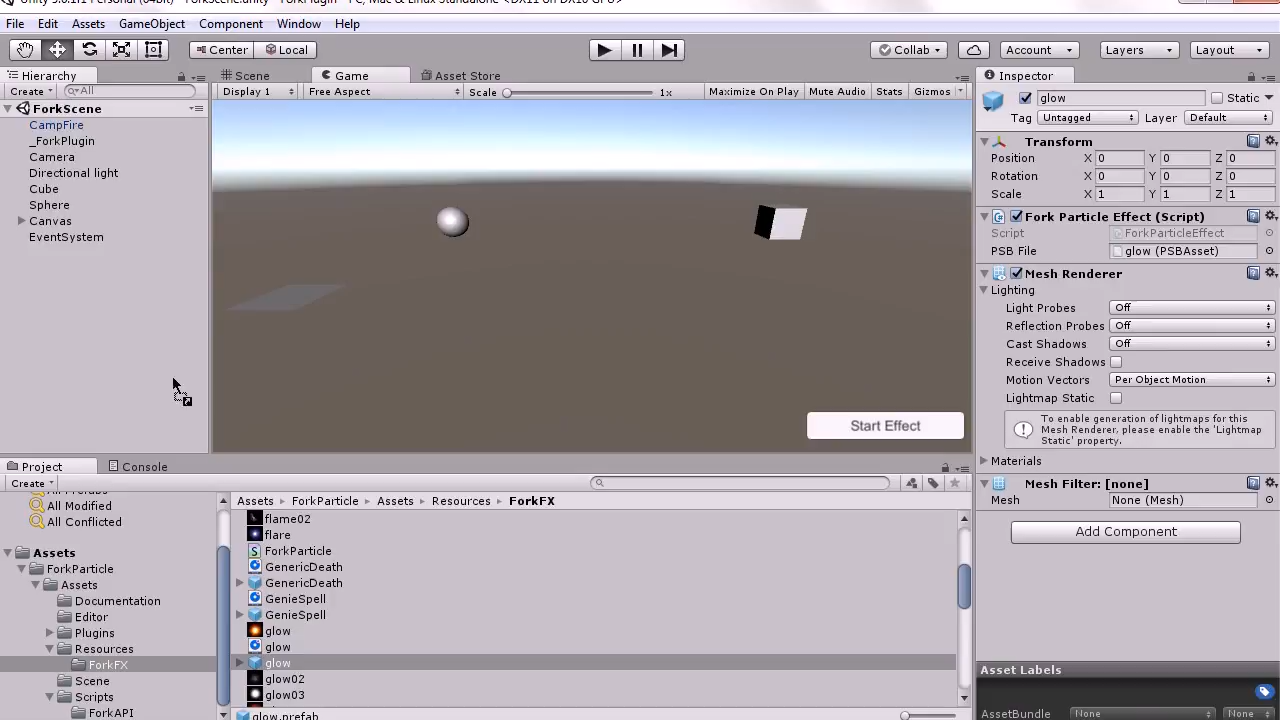 File Edit Assets GameObject Component Window Help
Center Local Collab Account Layers Layout
Hierarchy Scene Game Asset Store Inspector
Create All Display 1 Free Aspect Scale 1x Maximize On Play Mute Audio Stats Gizmos glow Static
ForkScene
Tag Untagged Layer Default
CampFire
_ForkPlugin
Transform
Camera
Position X 0 Y 0 Z 0
Directional light
Rotation X 0 Y 0 Z 0
Cube
Scale X 1 Y 1 Z 1
Sphere
Canvas
Fork Particle Effect (Script)
EventSystem
Script ForkParticleEffect
PSB File glow (PSBAsset)
Mesh Renderer
Lighting
Light Probes Off
Reflection Probes Off
Cast Shadows Off
Receive Shadows
Motion Vectors Per Object Motion
Lightmap Static
To enable generation of lightmaps for this
Mesh Renderer, please enable the 'Lightmap
Static' property.
Start Effect
Materials
Mesh Filter: [none]
Mesh None (Mesh)
Add Component
Project Console
Create
Assets ForkParticle Assets Resources ForkFX
All Modified
All Conflicted
Assets
ForkParticle
Assets
Documentation
Editor
Plugins
Resources
ForkFX
Scene
Scripts
ForkAPI
flame02
flare
ForkParticle
GenericDeath
GenericDeath
GenieSpell
GenieSpell
glow
glow
glow
glow02
glow03
glow.prefab
Asset Labels
AssetBundle None None